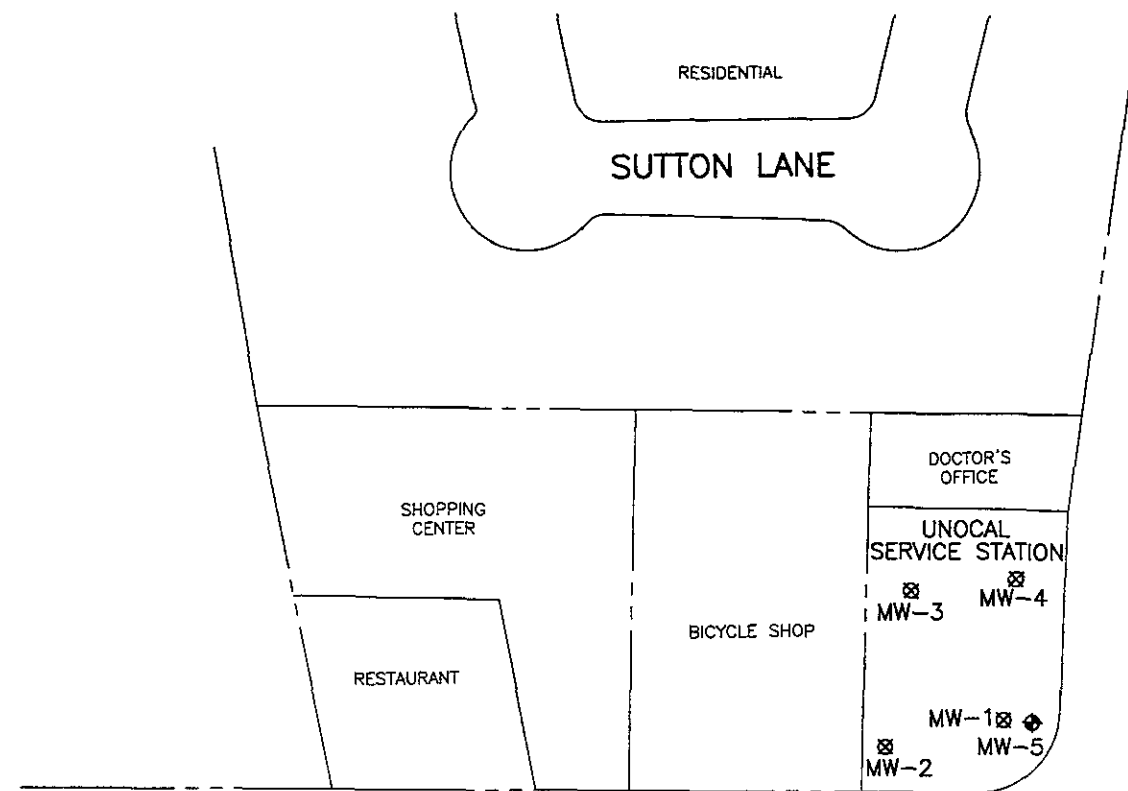 RESIDENTIAL
SUTTON LANE
DOCTOR'S
OFFICE
SHOPPING
CENTER
UNOCAL
SERVICE STATION
MW-3
MW-4
BICYCLE SHOP
RESTAURANT
MW-1
MW-5
MW-2